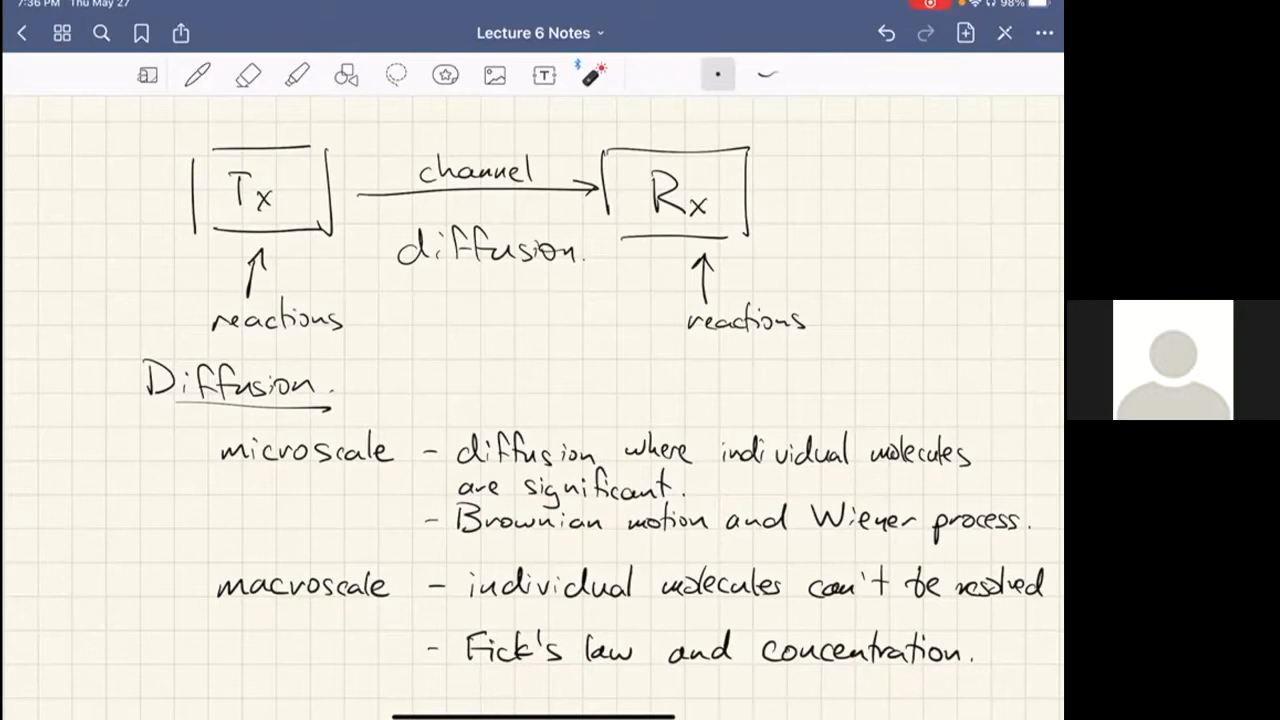 7:36 PM Thu May 27
98%
Lecture 6 Notes
T
Tx channel Rx
diffusion.
reactions reactions
Diffusion.
microscale - diffusion where individual molecules
are significant.
- Brownian motion and Wiener process.
macroscale - individual molecules can't be resolved
- Fick's law and concentration.